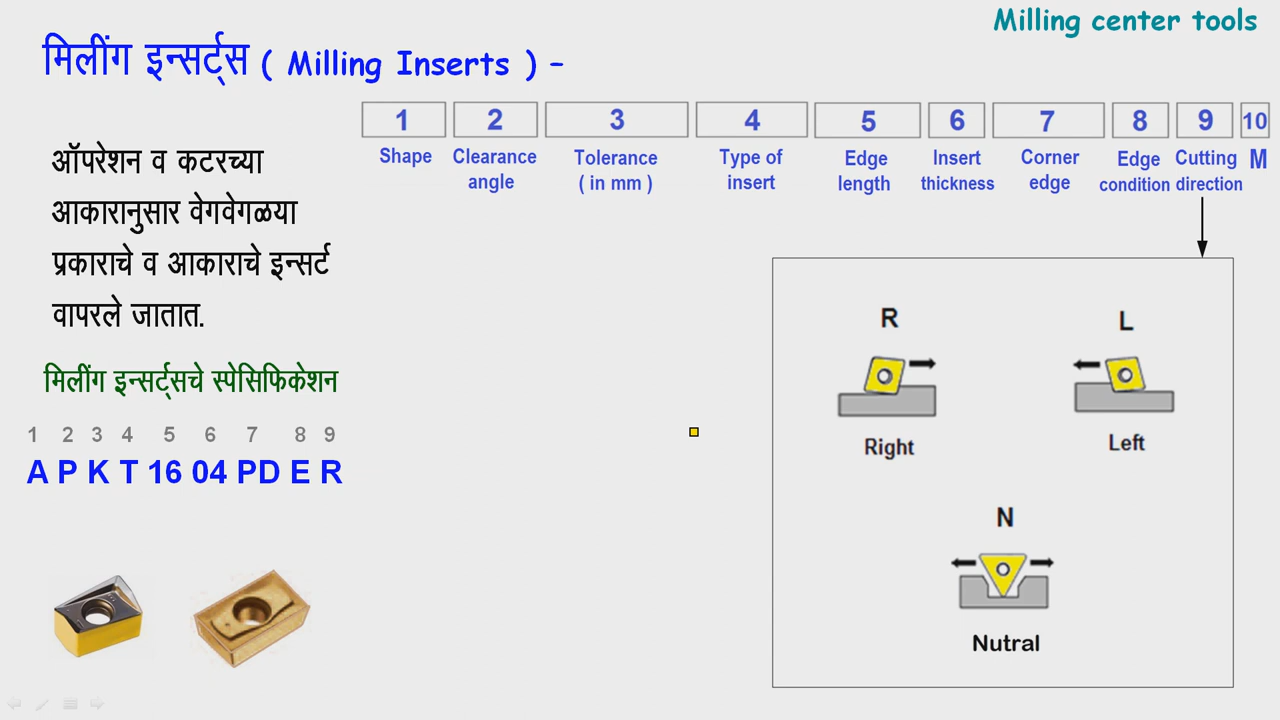 Milling center tools
मिलींग इन्सर्ट्स ( Milling Inserts ) –
1 2 3 4 5 6 7 8 9 10
Shape Clearance angle Tolerance ( in mm ) Type of insert Edge length Insert thickness Corner edge Edge condition Cutting direction M
ऑपरेशन व कटरच्या
आकारानुसार वेगवेगळया
प्रकाराचे व आकाराचे इन्सर्ट
वापरले जातात.
मिलींग इन्सर्ट्सचे स्पेसिफिकेशन
1 2 3 4 5 6 7 8 9
A P K T 16 04 PD E R
R L
Right Left
N
Nutral